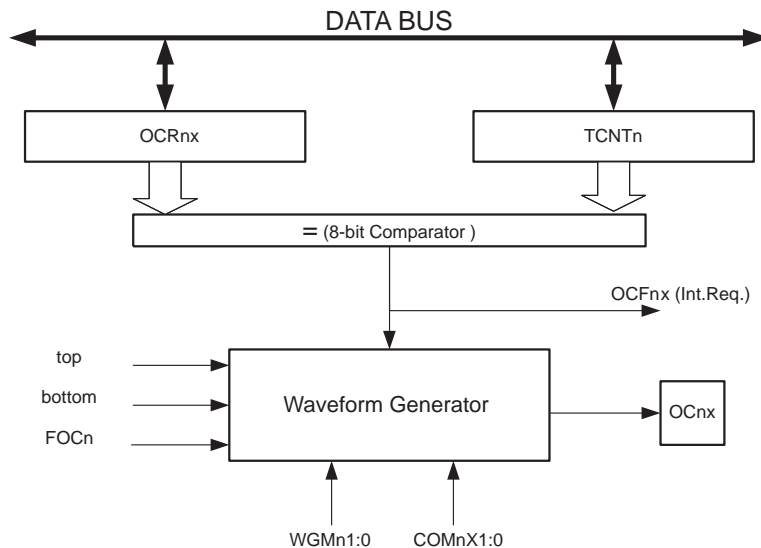 DATA BUS
OCRnx
TCNTn
= (8-bit Comparator )
OCFnx (Int.Req.)
top
bottom
FOCn
Waveform Generator
OCnx
WGMn1:0
COMnX1:0